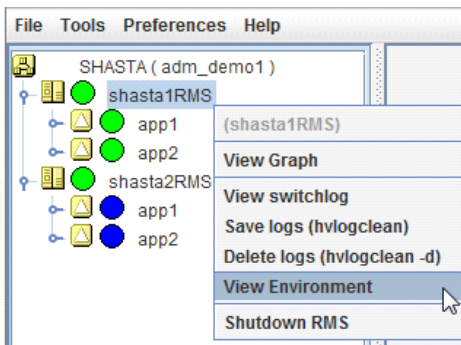 File Tools Preferences Help
SHASTA ( adm_demo1 )
shasta1RMS
app1
app2
shasta2RMS
app1
app2
(shasta1RMS)
View Graph
View switchlog
Save logs (hvlogclean)
Delete logs (hvlogclean -d)
View Environment
Shutdown RMS